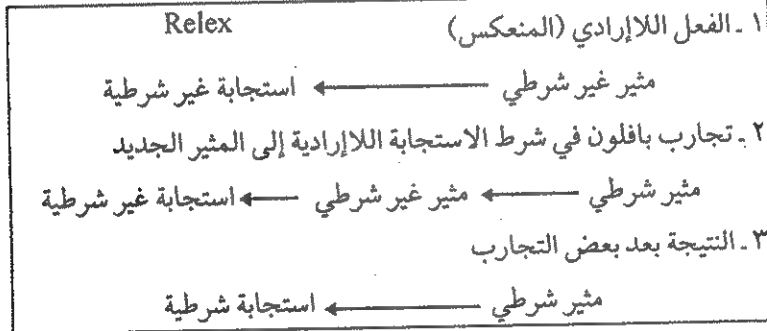 ١ ـ الفعل اللاإرادي (المنعكس) Relex
مثير غير شرطي ← استجابة غير شرطية
٢ ـ تجارب بافلون في شرط الاستجابة اللاإرادية إلى المثير الجديد
مثير شرطي ← مثير غير شرطي ← استجابة غير شرطية
٣ ـ النتيجة بعد بعض التجارب
مثير شرطي ← استجابة شرطية